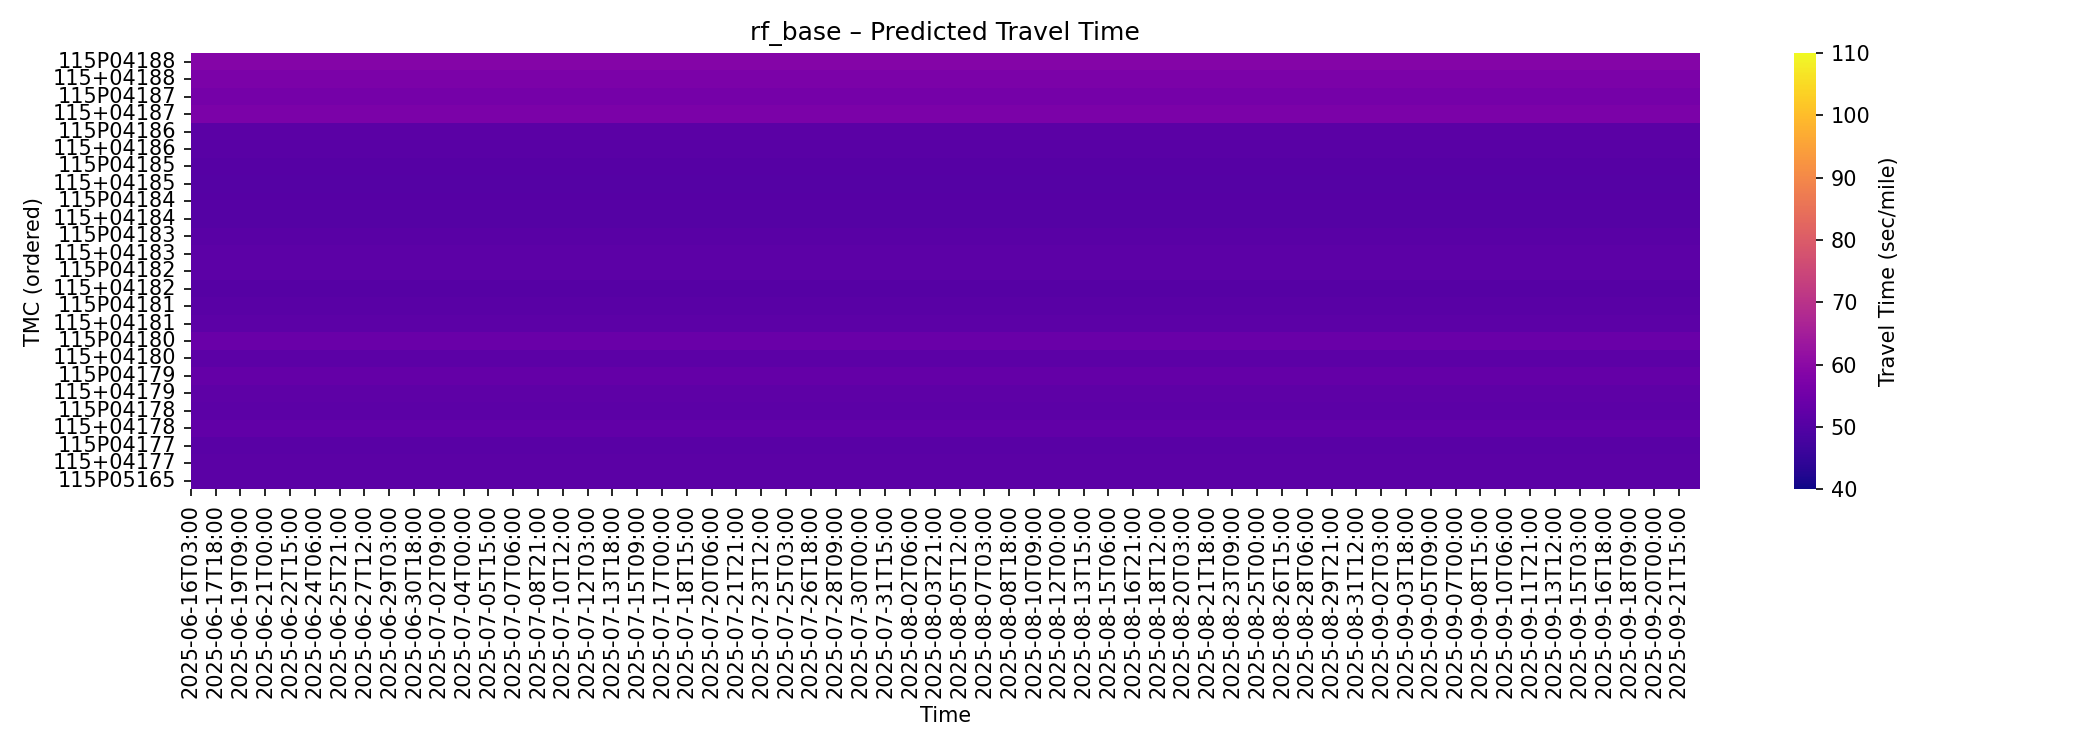 rf_base – Predicted Travel Time
TMC (ordered)
115P04188
115+04188
115P04187
115+04187
115P04186
115+04186
115P04185
115+04185
115P04184
115+04184
115P04183
115+04183
115P04182
115+04182
115P04181
115+04181
115P04180
115+04180
115P04179
115+04179
115P04178
115+04178
115P04177
115+04177
115P05165
2025-06-16T03:00
2025-06-17T18:00
2025-06-19T09:00
2025-06-21T00:00
2025-06-22T15:00
2025-06-24T06:00
2025-06-25T21:00
2025-06-27T12:00
2025-06-29T03:00
2025-06-30T18:00
2025-07-02T09:00
2025-07-04T00:00
2025-07-05T15:00
2025-07-07T06:00
2025-07-08T21:00
2025-07-10T12:00
2025-07-12T03:00
2025-07-13T18:00
2025-07-15T09:00
2025-07-17T00:00
2025-07-18T15:00
2025-07-20T06:00
2025-07-21T21:00
2025-07-23T12:00
2025-07-25T03:00
2025-07-26T18:00
2025-07-28T09:00
2025-07-30T00:00
2025-07-31T15:00
2025-08-02T06:00
2025-08-03T21:00
2025-08-05T12:00
2025-08-07T03:00
2025-08-08T18:00
2025-08-10T09:00
2025-08-12T00:00
2025-08-13T15:00
2025-08-15T06:00
2025-08-16T21:00
2025-08-18T12:00
2025-08-20T03:00
2025-08-21T18:00
2025-08-23T09:00
2025-08-25T00:00
2025-08-26T15:00
2025-08-28T06:00
2025-08-29T21:00
2025-08-31T12:00
2025-09-02T03:00
2025-09-03T18:00
2025-09-05T09:00
2025-09-07T00:00
2025-09-08T15:00
2025-09-10T06:00
2025-09-11T21:00
2025-09-13T12:00
2025-09-15T03:00
2025-09-16T18:00
2025-09-18T09:00
2025-09-20T00:00
2025-09-21T15:00
Time
110
100
90
80
70
60
50
40
Travel Time (sec/mile)